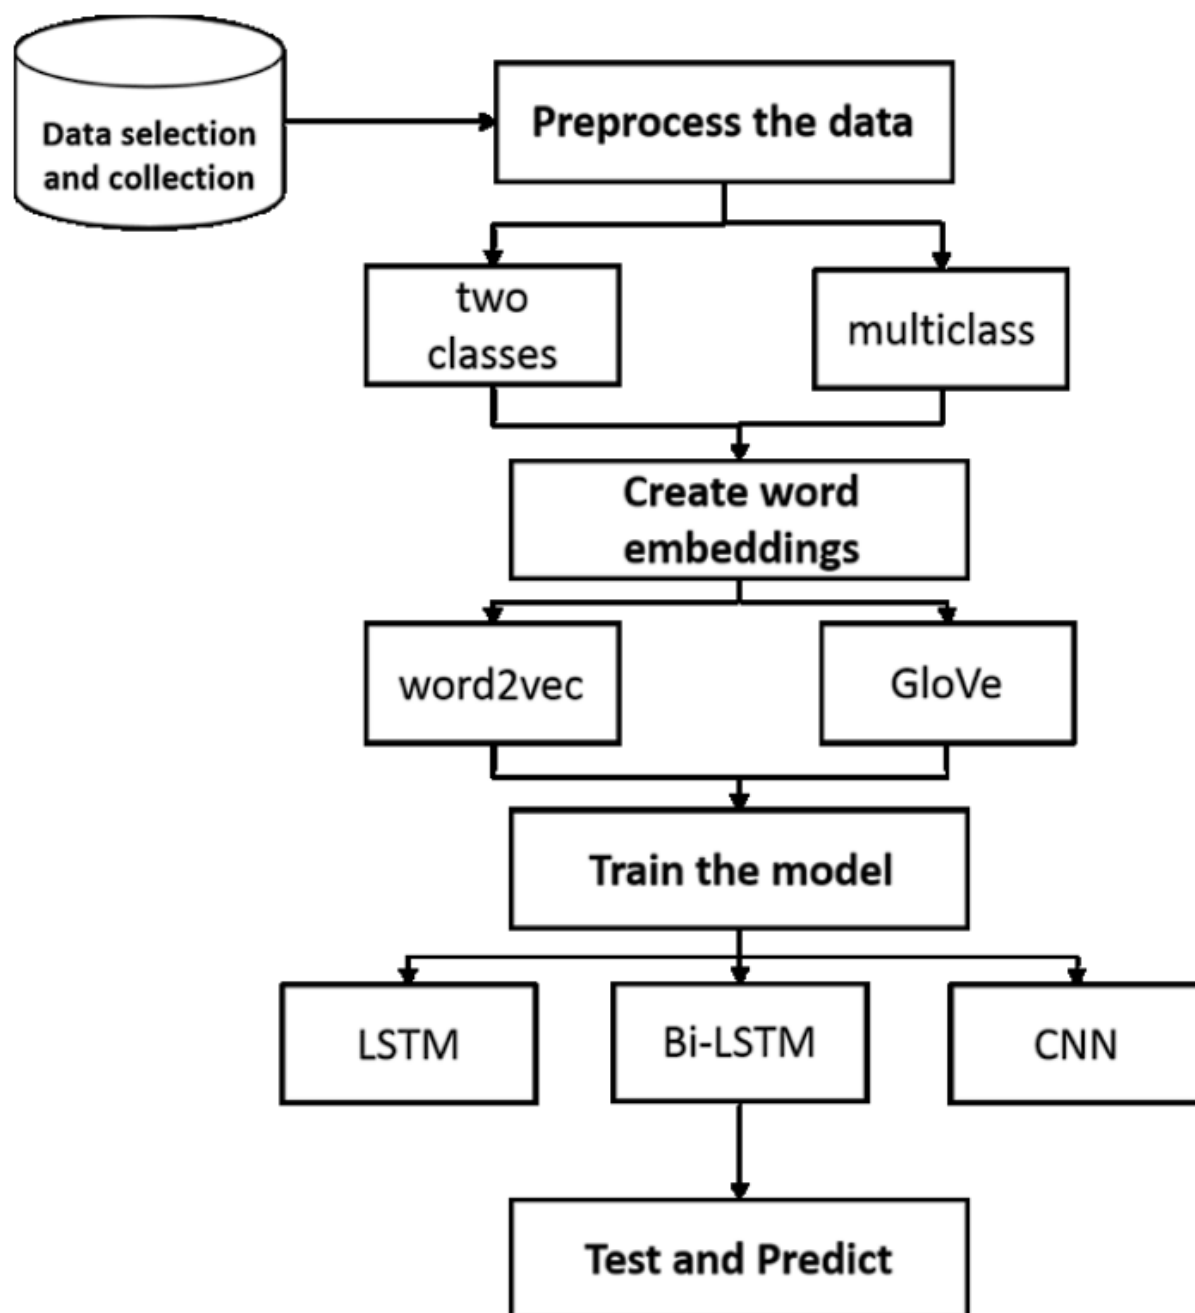 Data selection
and collection
Preprocess the data
two
classes
multiclass
Create word
embeddings
word2vec
GloVe
Train the model
LSTM
Bi-LSTM
CNN
Test and Predict